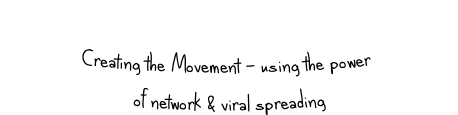 Creating the Movement - using the power
of network & viral spreading